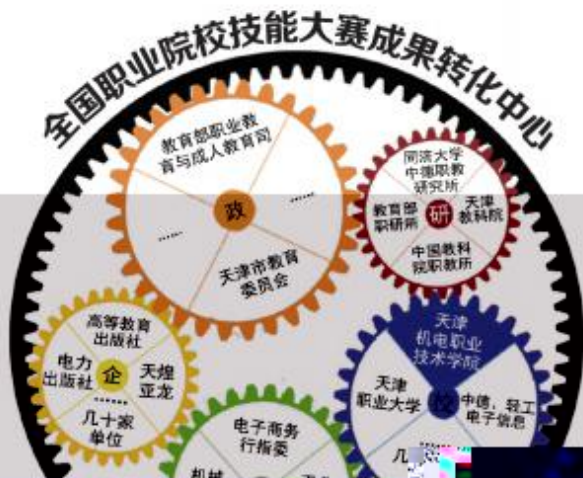 全国职业院校技能大赛成果转化中心
教育部职业教
育与成人教育司
政
……
……
天津市教育
委员会
同济大学
中德职教
研究所
教育部
职研所
研
天津
教科院
中国教科
院职教所
高等教育
出版社
电力
出版社
企
天煌
亚龙
……
几十家
单位
天津
机电职业
技术学院
天津
职业大学
校
中德、轻工
电子信息
……
电子商务
行指委
机械